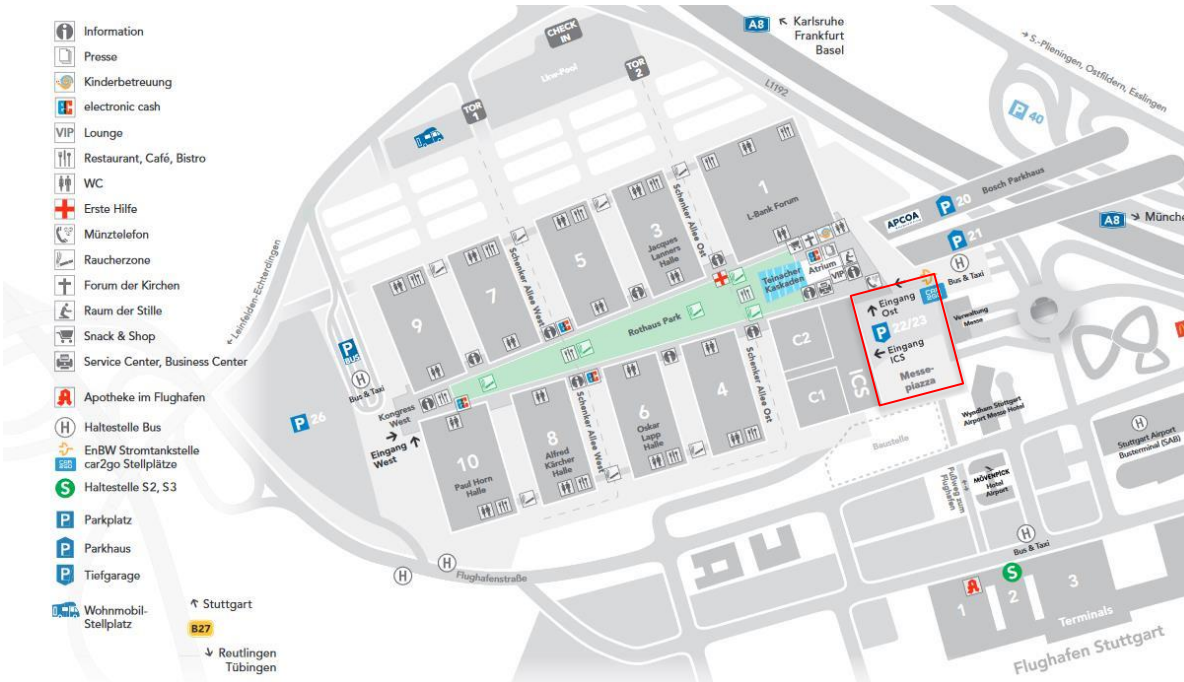 Information
Presse
Kinderbetreuung
electronic cash
VIP Lounge
Restaurant, Café, Bistro
WC
Erste Hilfe
Münztelefon
Raucherzone
Forum der Kirchen
Raum der Stille
Snack & Shop
Service Center, Business Center
Apotheke im Flughafen
H Haltestelle Bus
EnBW Stromtankstelle
car2go Stellplätze
S Haltestelle S2, S3
P Parkplatz
P Parkhaus
P Tiefgarage
Wohnmobil-
Stellplatz
↑ Stuttgart
B27
↓ Reutlingen
Tübingen
CHECK
IN
Lkw-Pool
TOR
1
TOR
2
A8 Karlsruhe
Frankfurt
Basel
L1192
→ S.-Plieningen, Ostfildern, Esslingen
P 40
Bosch Parkhaus
APCOA
P 20
P 21
A8 → Münche
H
Bus & Taxi
← Leinfelden-Echterdingen
1
L-Bank Forum
3
Jacques
Lanners
Halle
5
7
9
Schenker Allee Ost
Schenker Allee West
Teinacher
Kaskaden
Atrium
VIP
Rothaus Park
↑ Eingang
Ost
P 22/23
← Eingang
ICS
Messe-
piazza
Verwaltung
Messe
C2
C1
ICS
P BUS
H
Bus & Taxi
P 26
Kongress
West
Eingang
West
10
Paul Horn
Halle
8
Alfred
Kärcher
Halle
6
Oskar
Lapp
Halle
4
Schenker Allee West
Schenker Allee Ost
Baustelle
Wyndham Stuttgart
Airport Messe Hotel
MÖVENPICK
Hotel
Airport
Fußweg zum
Flughafen
H
Stuttgart Airport
Busterminal (SAB)
H
Bus & Taxi
S
H
H
Flughafenstraße
1
2
3
Terminals
Flughafen Stuttgart